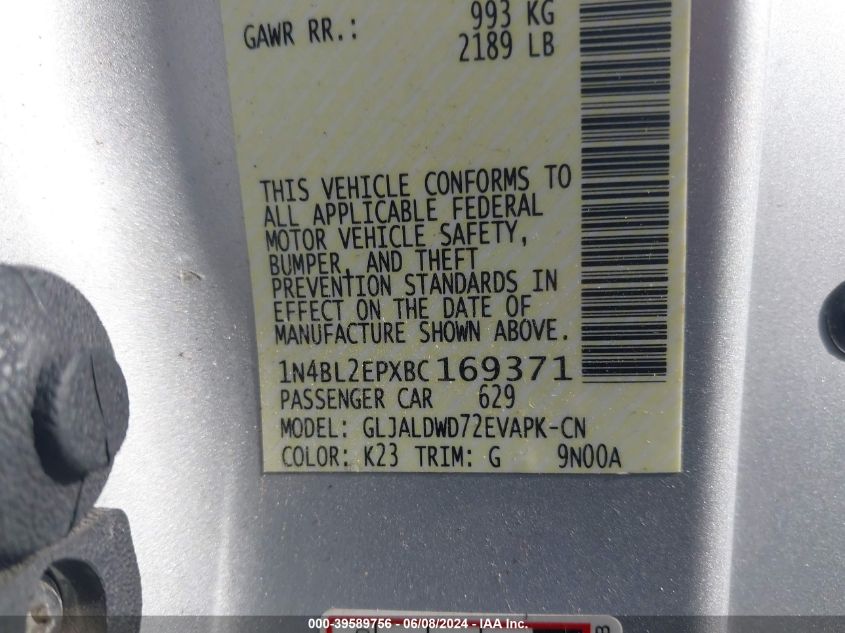 993 KG
GAWR RR.: 2189 LB
THIS VEHICLE CONFORMS TO
ALL APPLICABLE FEDERAL
MOTOR VEHICLE SAFETY,
BUMPER, AND THEFT
PREVENTION STANDARDS IN
EFFECT ON THE DATE OF
MANUFACTURE SHOWN ABOVE.
1N4BL2EPXBC169371
PASSENGER CAR 629
MODEL: GLJALDWD72EVAPK-CN
COLOR: K23 TRIM: G 9N00A
000-39589756 - 06/08/2024 - IAA Inc.